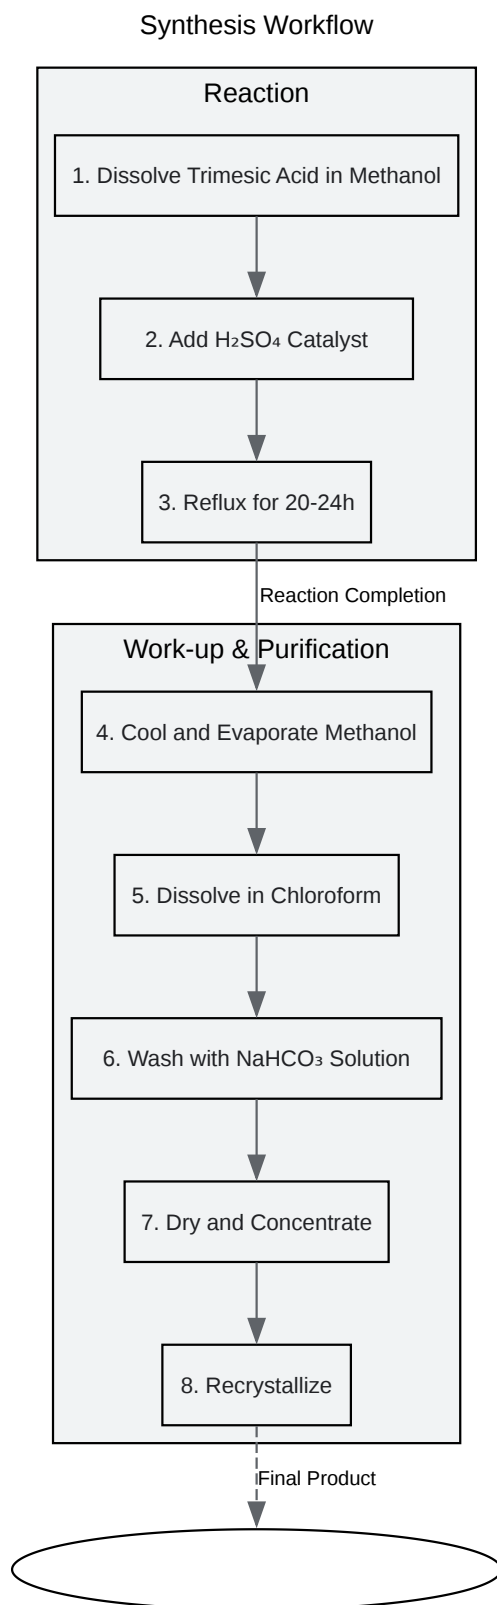 Synthesis Workflow
Reaction
1. Dissolve Trimesic Acid in Methanol
2. Add H₂SO₄ Catalyst
3. Reflux for 20-24h
Reaction Completion
Work-up & Purification
4. Cool and Evaporate Methanol
5. Dissolve in Chloroform
6. Wash with NaHCO₃ Solution
7. Dry and Concentrate
8. Recrystallize
Final Product